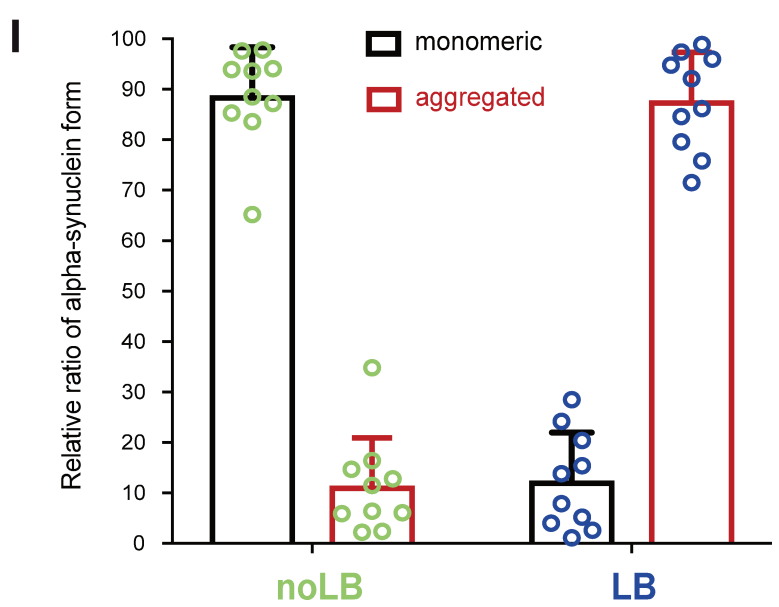 I
monomeric
aggregated
Relative ratio of alpha-synuclein form
100
90
80
70
60
50
40
30
20
10
0
noLB LB